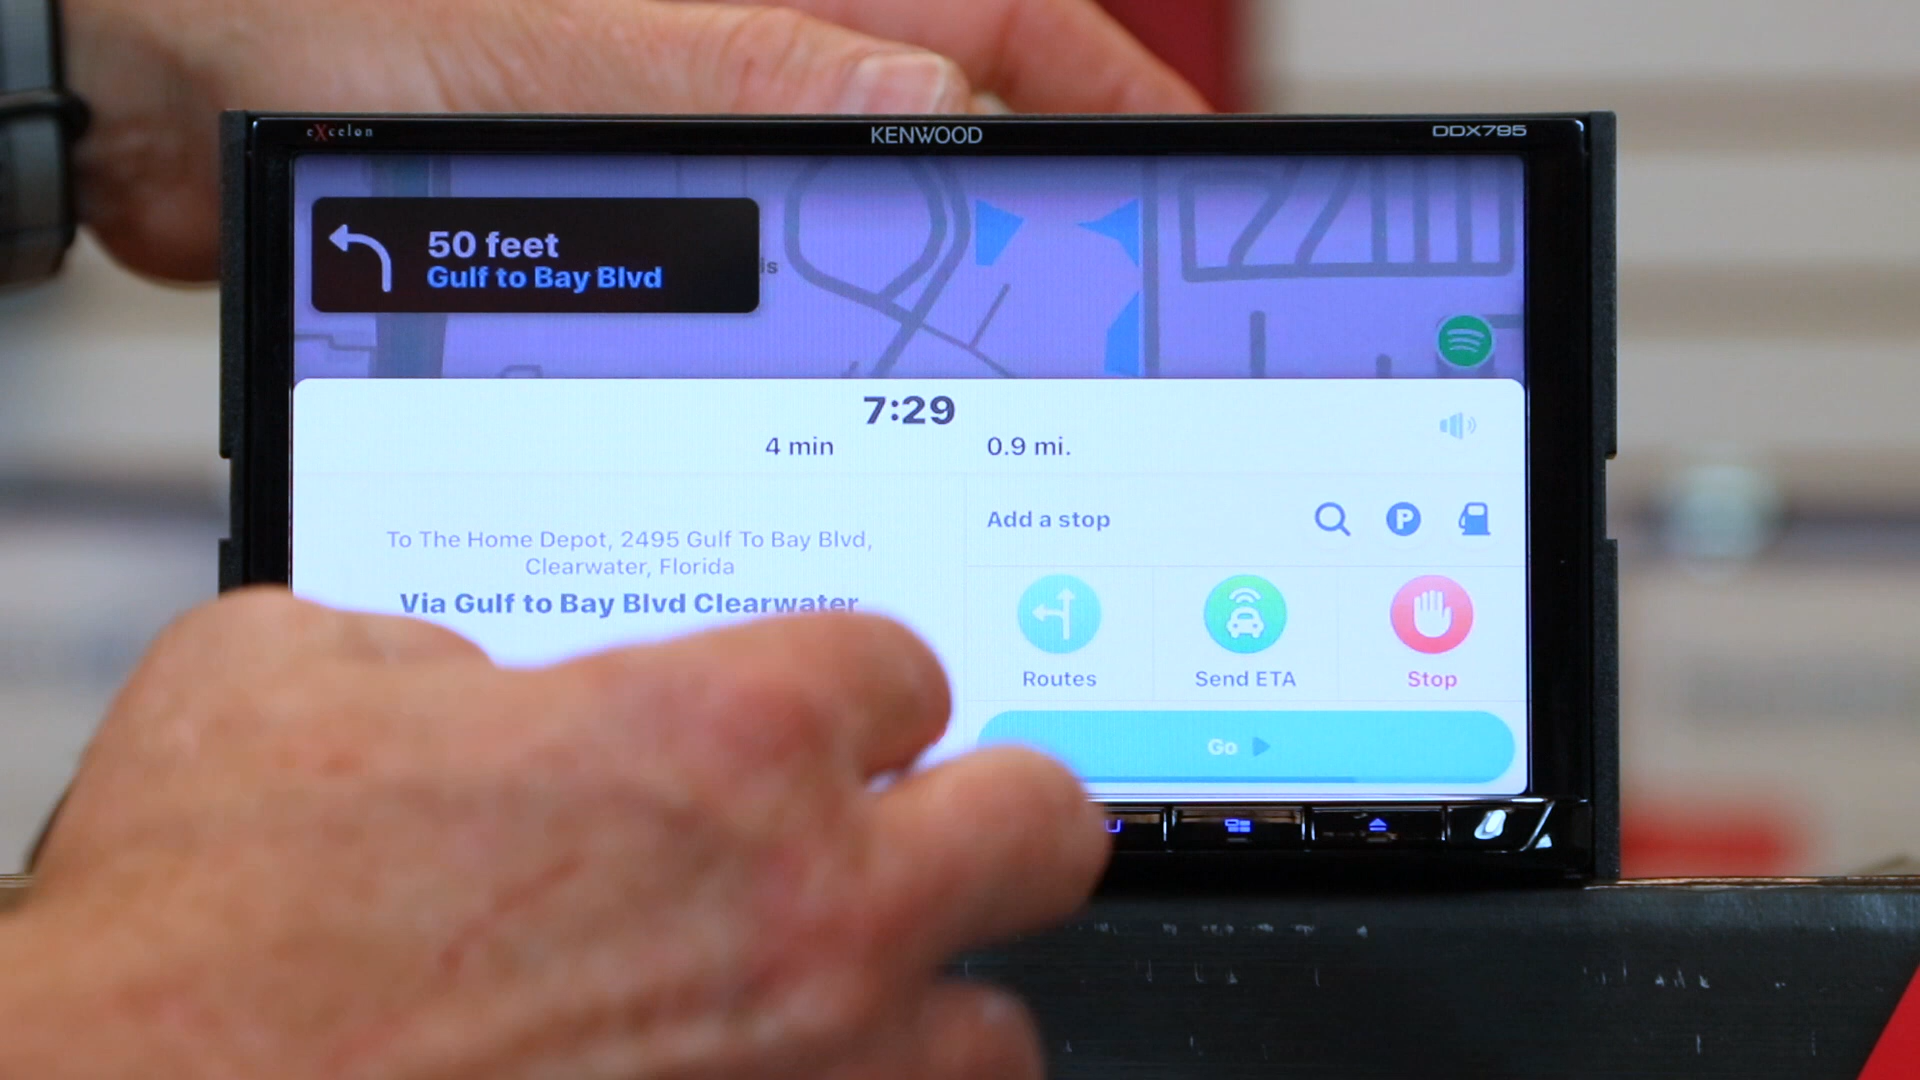 eXcelon
KENWOOD
DDX795
50 feet
Gulf to Bay Blvd
is
7:29
4 min
0.9 mi.
To The Home Depot, 2495 Gulf To Bay Blvd,
Clearwater, Florida
Via Gulf to Bay Blvd Clearwater
Add a stop
P
Routes
Send ETA
Stop
Go